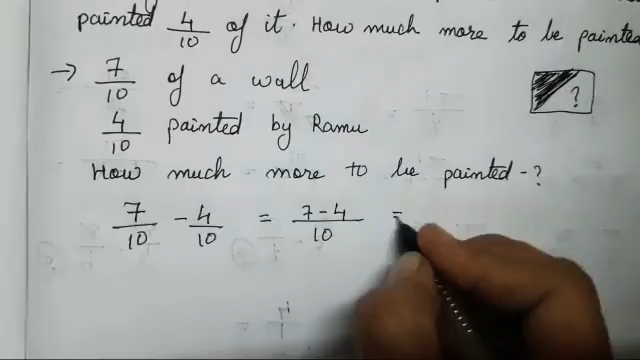 painted 4/10 of it. How much more to be painted
→ 7/10 of a wall
4/10 painted by Ramu
?
How much more to be painted - ?
7/10 - 4/10 = 7-4/10 =